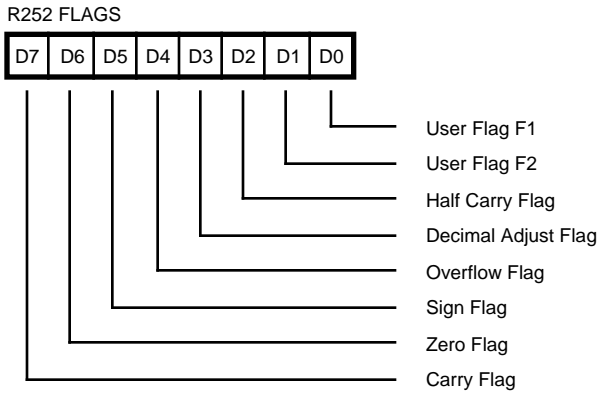 R252 FLAGS
D7 D6 D5 D4 D3 D2 D1 D0
User Flag F1
User Flag F2
Half Carry Flag
Decimal Adjust Flag
Overflow Flag
Sign Flag
Zero Flag
Carry Flag